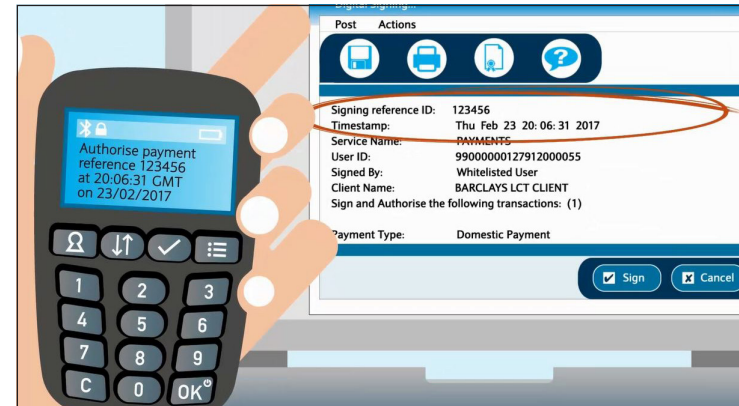 Digital Signing...
Post Actions
Signing reference ID: 123456
Timestamp: Thu Feb 23 20: 06: 31 2017
Service Name: PAYMENTS
User ID: 99000000127912000055
Signed By: Whitelisted User
Client Name: BARCLAYS LCT CLIENT
Sign and Authorise the following transactions: (1)
Payment Type: Domestic Payment
Sign Cancel
Authorise payment
reference 123456
at 20:06:31 GMT
on 23/02/2017
1 2 3
4 5 6
7 8 9
C 0 OK